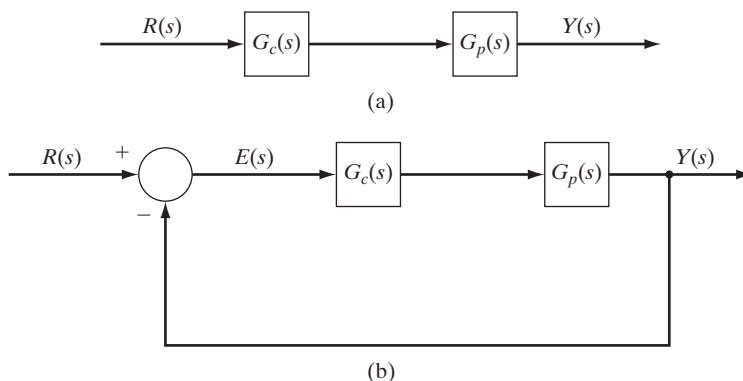 R(s) G_c(s) G_p(s) Y(s)
(a)
R(s) + E(s) G_c(s) G_p(s) Y(s)
−
(b)